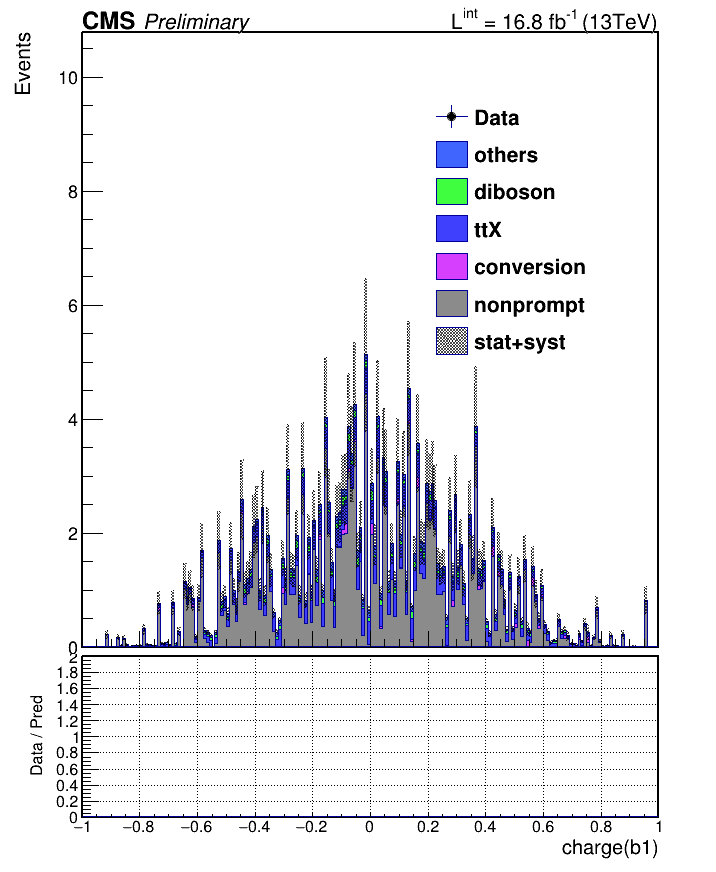 CMS Preliminary L^int = 16.8 fb^-1 (13TeV)
Events
10
8
6
4
2
0
Data
others
diboson
ttX
conversion
nonprompt
stat+syst
Data / Pred
2
1.8
1.6
1.4
1.2
1
0.8
0.6
0.4
0.2
0
−1 −0.8 −0.6 −0.4 −0.2 0 0.2 0.4 0.6 0.8 1
charge(b1)